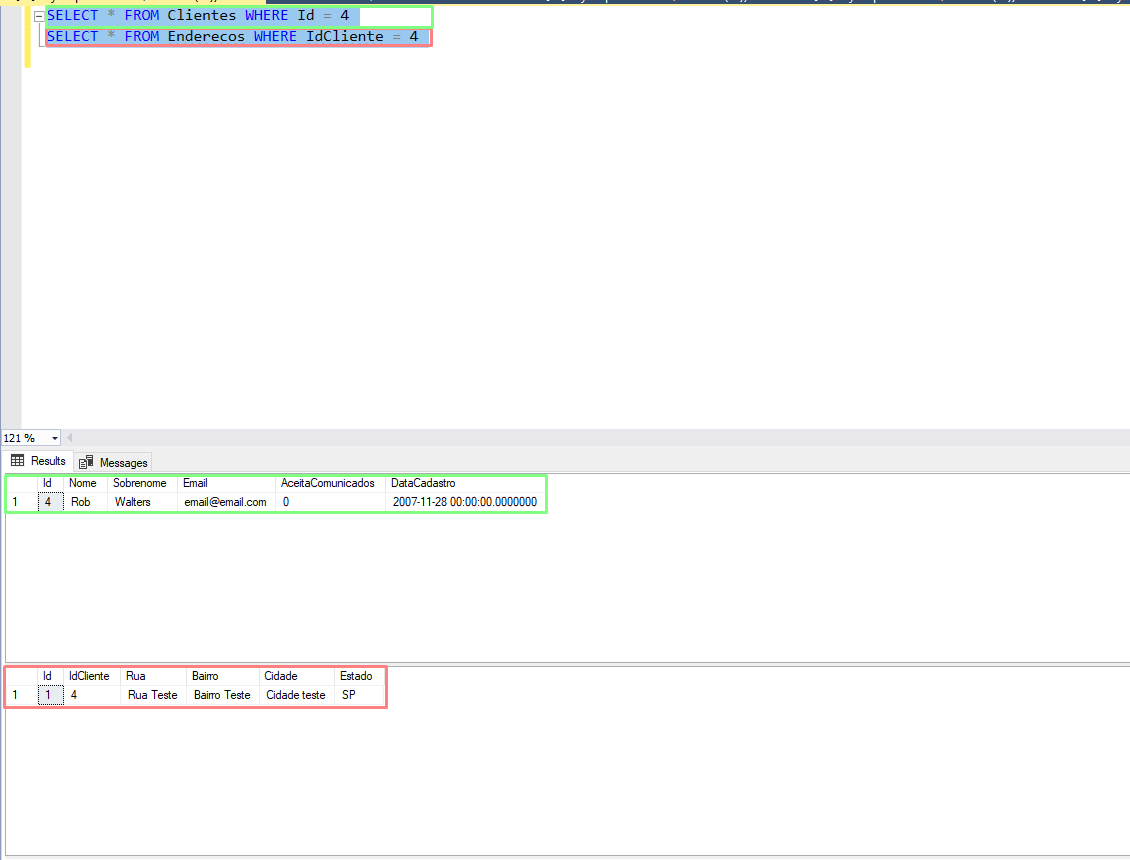 SELECT * FROM Clientes WHERE Id = 4
SELECT * FROM Enderecos WHERE IdCliente = 4
121 %
Results Messages
Id Nome Sobrenome Email AceitaComunicados DataCadastro
1 4 Rob Walters email@email.com 0 2007-11-28 00:00:00.0000000
Id IdCliente Rua Bairro Cidade Estado
1 1 4 Rua Teste Bairro Teste Cidade teste SP